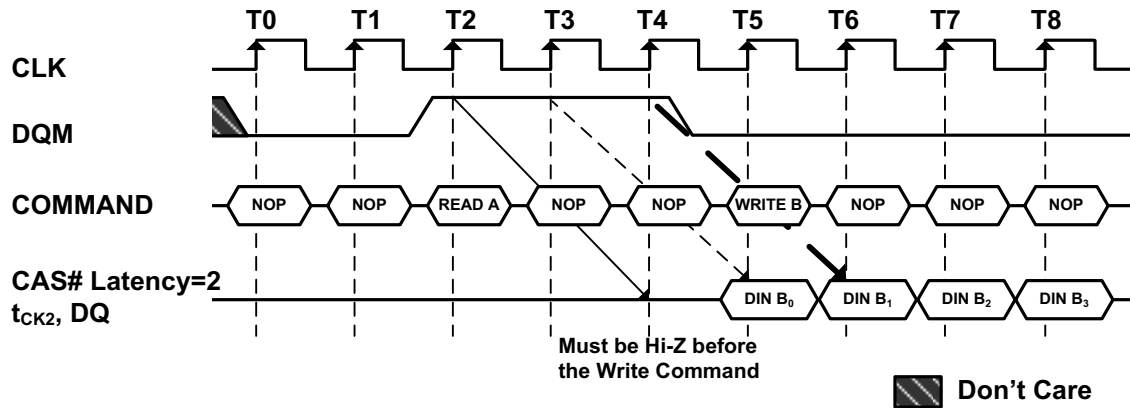 T0 T1 T2 T3 T4 T5 T6 T7 T8
CLK
DQM
COMMAND NOP NOP READ A NOP NOP WRITE B NOP NOP NOP
CAS# Latency=2
tCK2, DQ DIN B0 DIN B1 DIN B2 DIN B3
Must be Hi-Z before
the Write Command
Don't Care